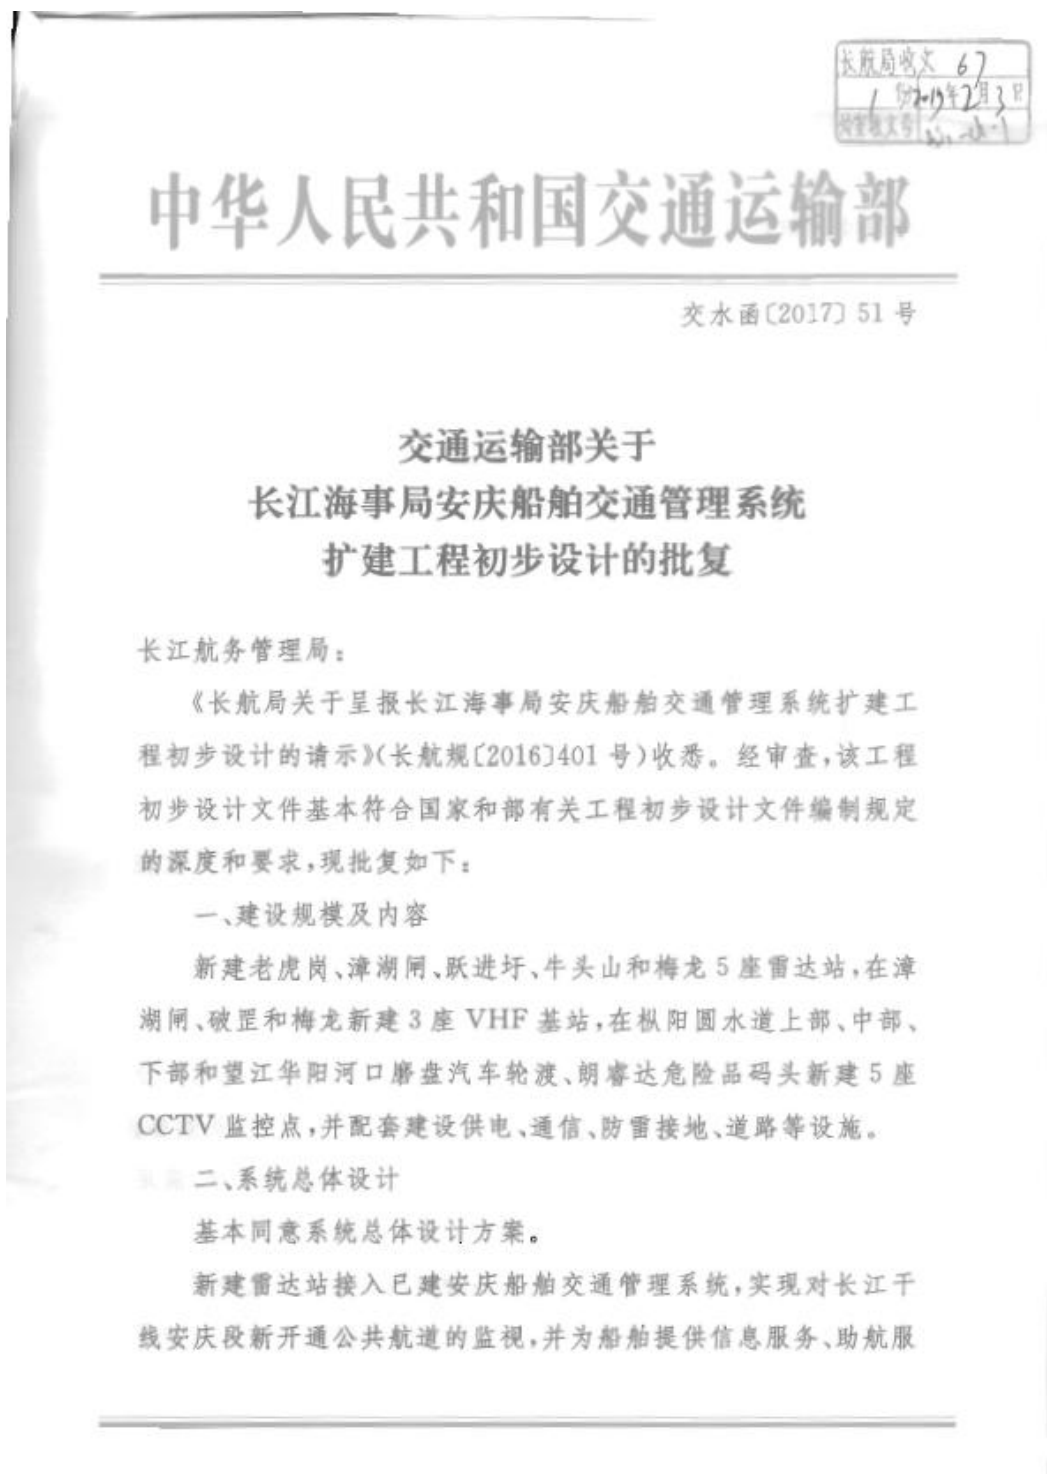 长航局收文 67
1 份 2019年2月3日
中华人民共和国交通运输部
交水函〔2017〕51 号
交通运输部关于
长江海事局安庆船舶交通管理系统
扩建工程初步设计的批复
长江航务管理局：
《长航局关于呈报长江海事局安庆船舶交通管理系统扩建工
程初步设计的请示》(长航规〔2016〕401 号)收悉。经审查，该工程
初步设计文件基本符合国家和部有关工程初步设计文件编制规定
的深度和要求，现批复如下：
一、建设规模及内容
新建老虎岗、漳湖闸、跃进圩、牛头山和梅龙 5 座雷达站，在漳
湖闸、破罡和梅龙新建 3 座 VHF 基站，在枞阳圆水道上部、中部、
下部和望江华阳河口磨盘汽车轮渡、朗睿达危险品码头新建 5 座
CCTV 监控点，并配套建设供电、通信、防雷接地、道路等设施。
二、系统总体设计
基本同意系统总体设计方案。
新建雷达站接入已建安庆船舶交通管理系统，实现对长江干
线安庆段新开通公共航道的监视，并为船舶提供信息服务、助航服